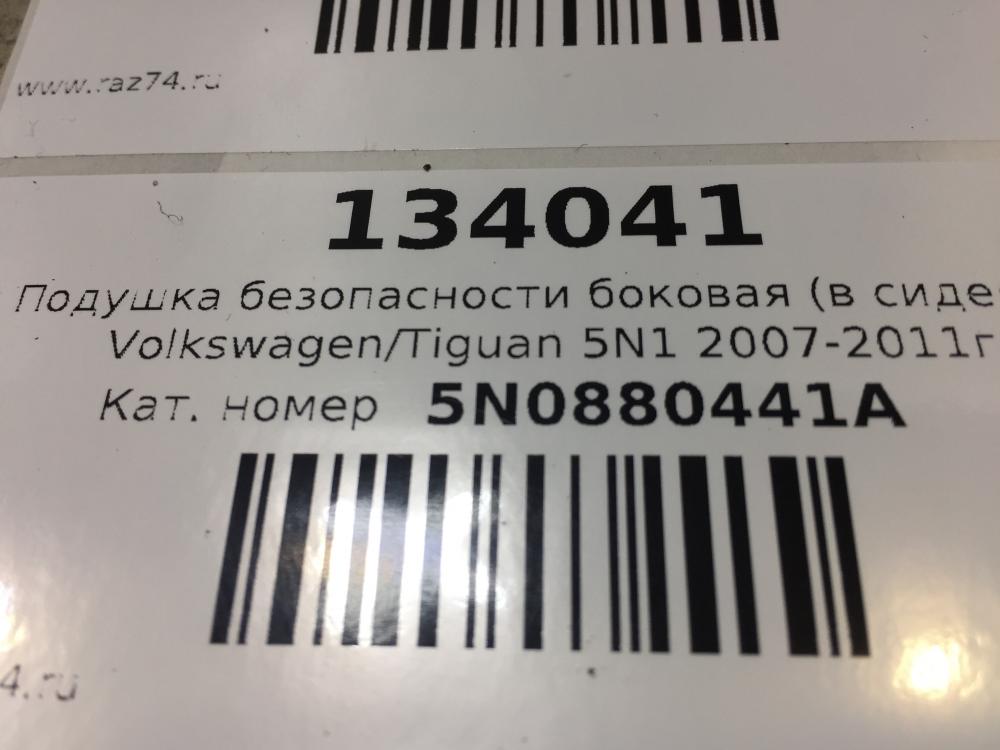 www.raz74.ru
134041
Подушка безопасности боковая (в сиде
Volkswagen/Tiguan 5N1 2007-2011г
Кат. номер 5N0880441A
4.ru